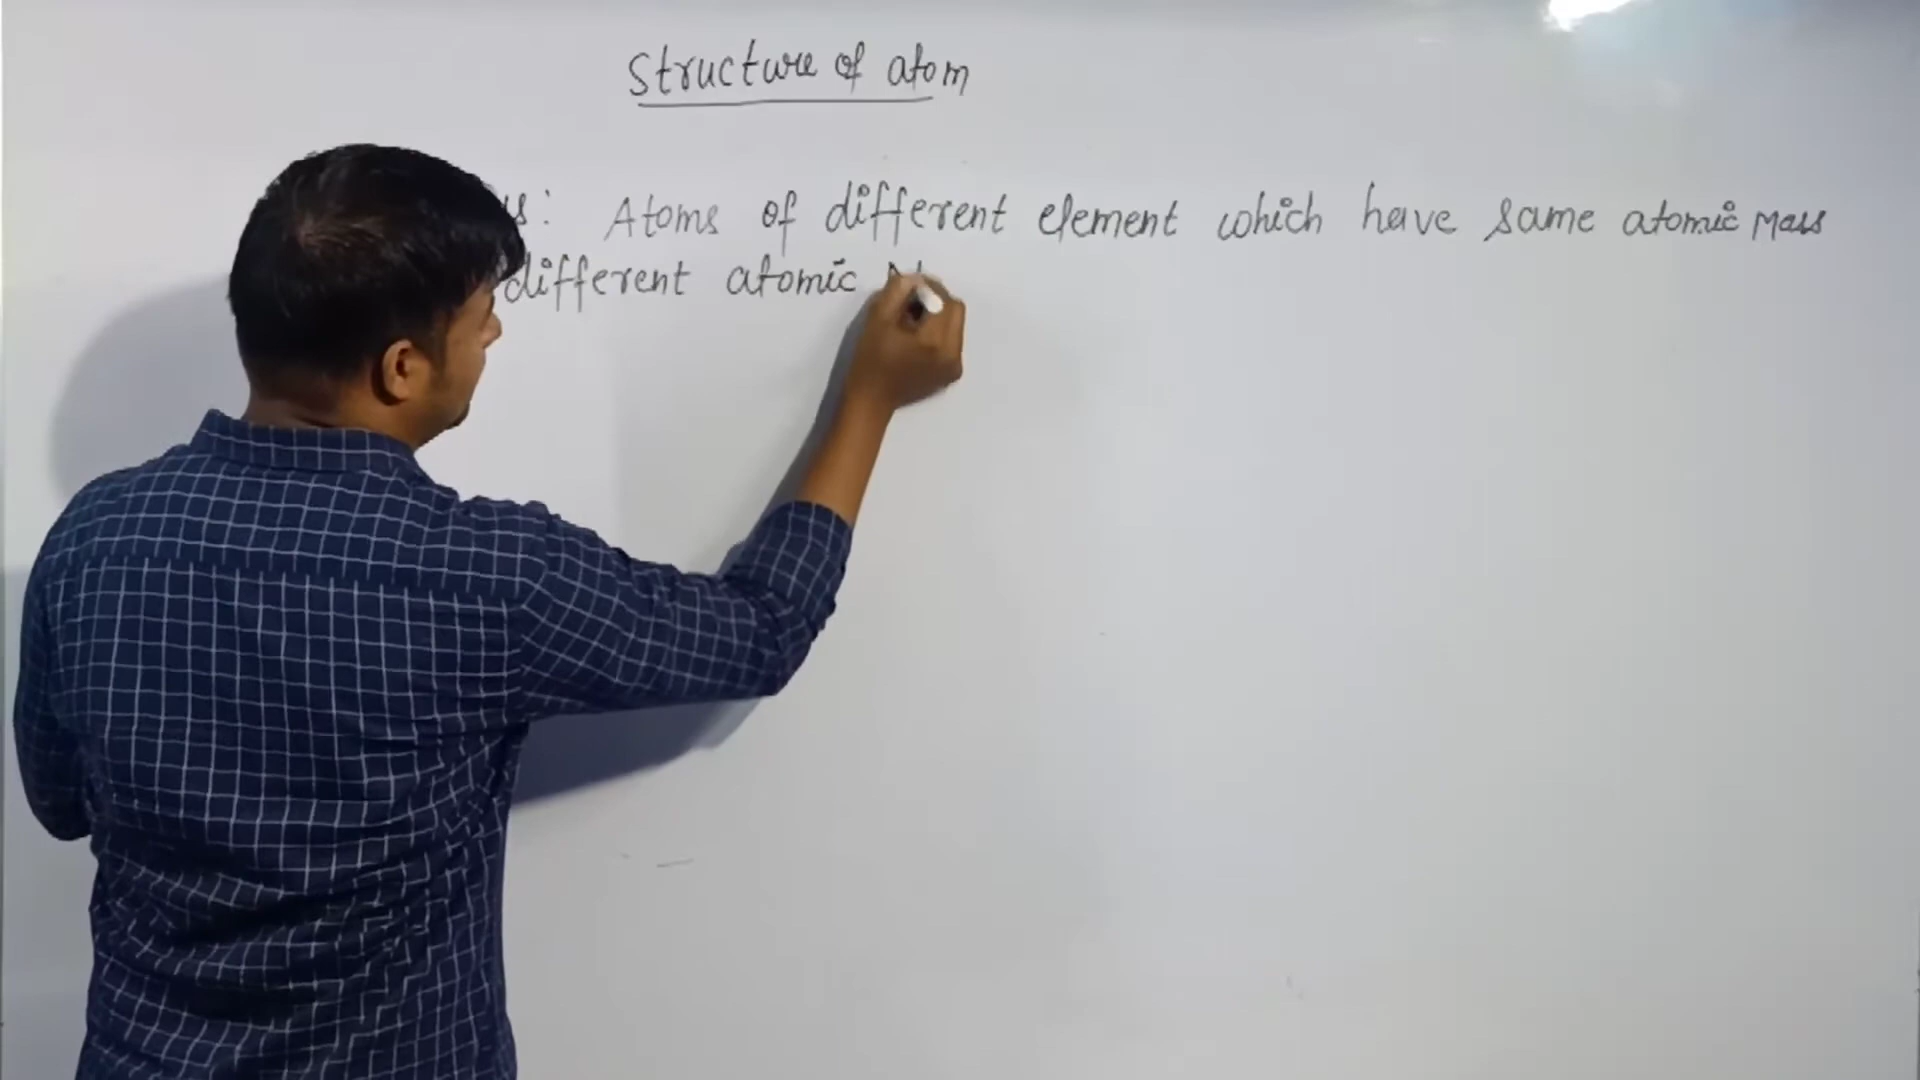 Structure of atom
Atoms of different element which have same atomic Mass
different atomic